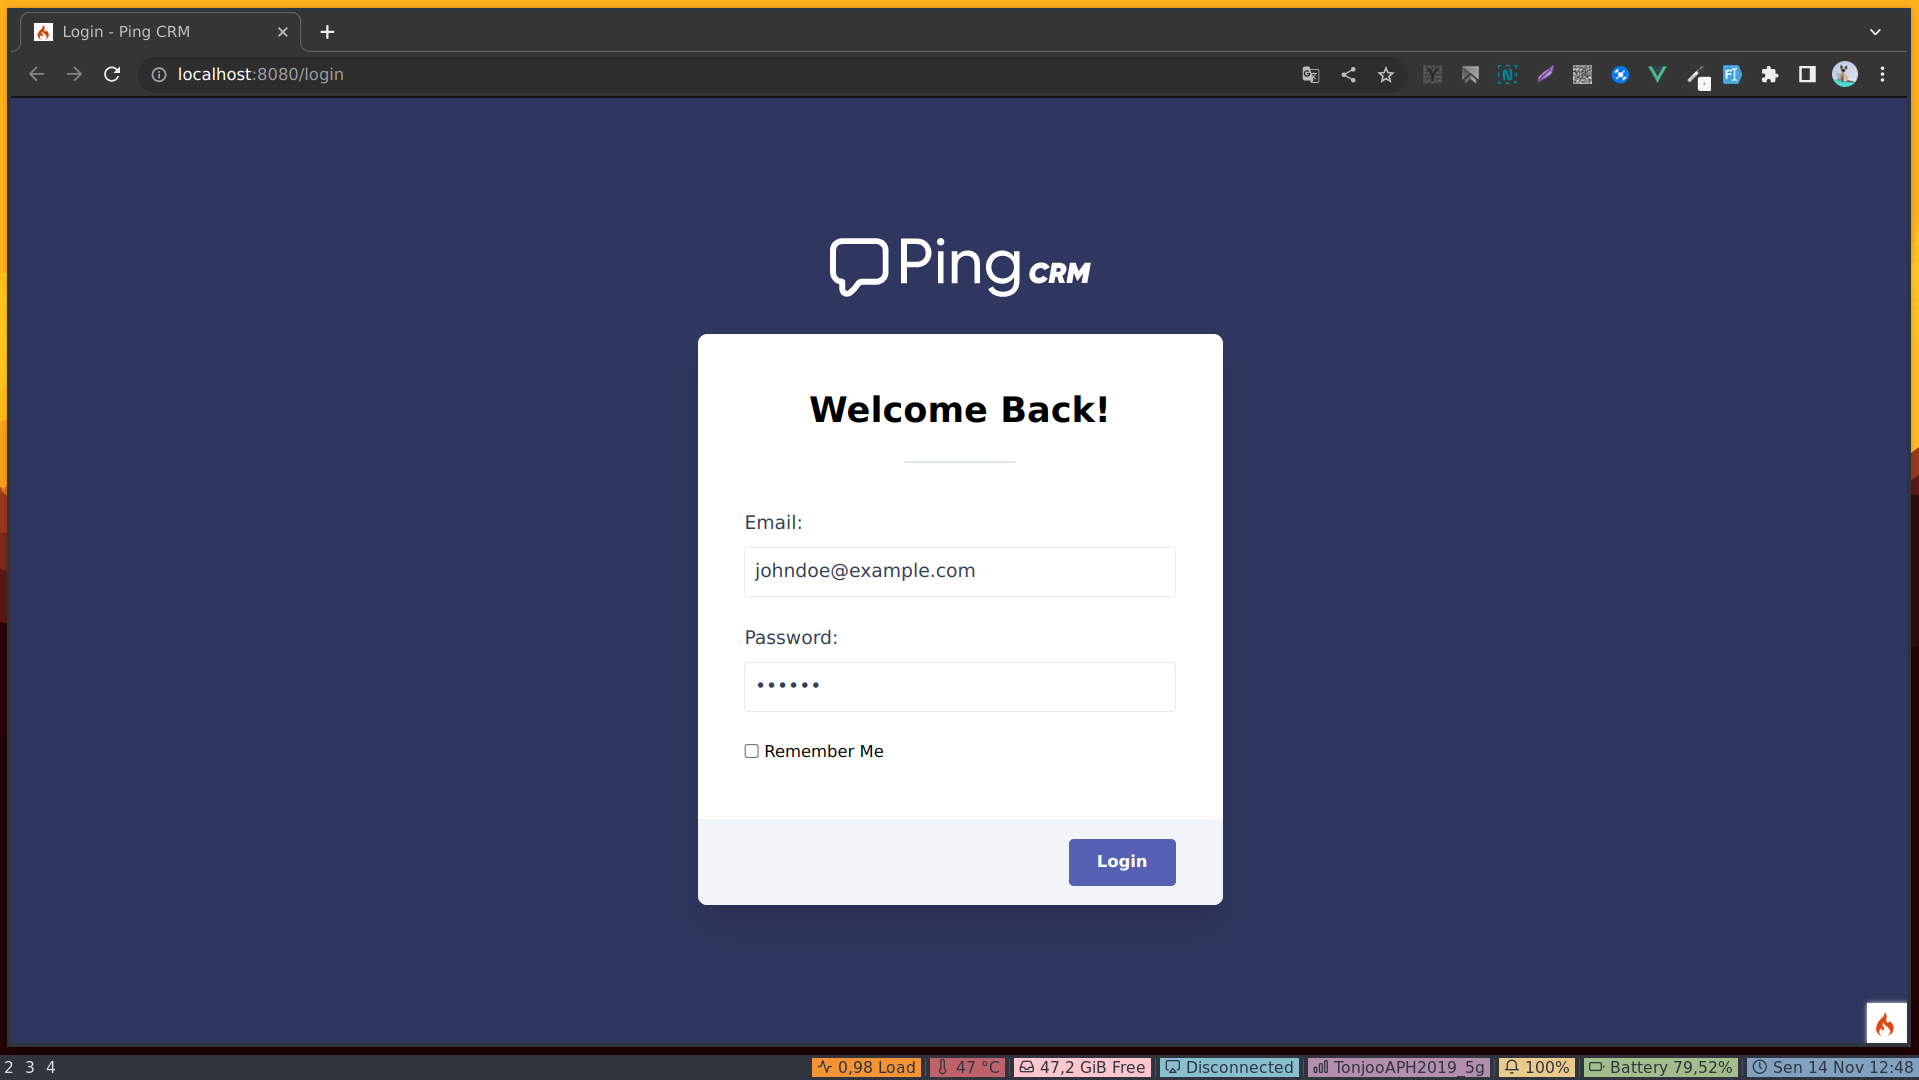 Login - Ping CRM
localhost:8080/login
Ping CRM
Welcome Back!
Email:
johndoe@example.com
Password:
••••••
Remember Me
Login
2 3 4
0,98 Load
47 °C
47,2 GiB Free
Disconnected
TonjooAPH2019_5g
100%
Battery 79,52%
Sen 14 Nov 12:48